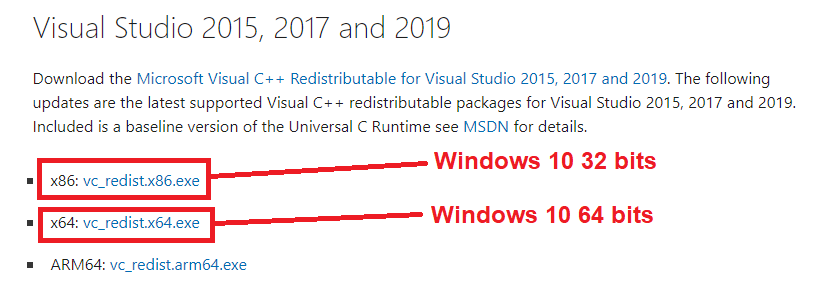 Visual Studio 2015, 2017 and 2019
Download the Microsoft Visual C++ Redistributable for Visual Studio 2015, 2017 and 2019. The following
updates are the latest supported Visual C++ redistributable packages for Visual Studio 2015, 2017 and 2019.
Included is a baseline version of the Universal C Runtime see MSDN for details.
x86: vc_redist.x86.exe
Windows 10 32 bits
x64: vc_redist.x64.exe
Windows 10 64 bits
ARM64: vc_redist.arm64.exe